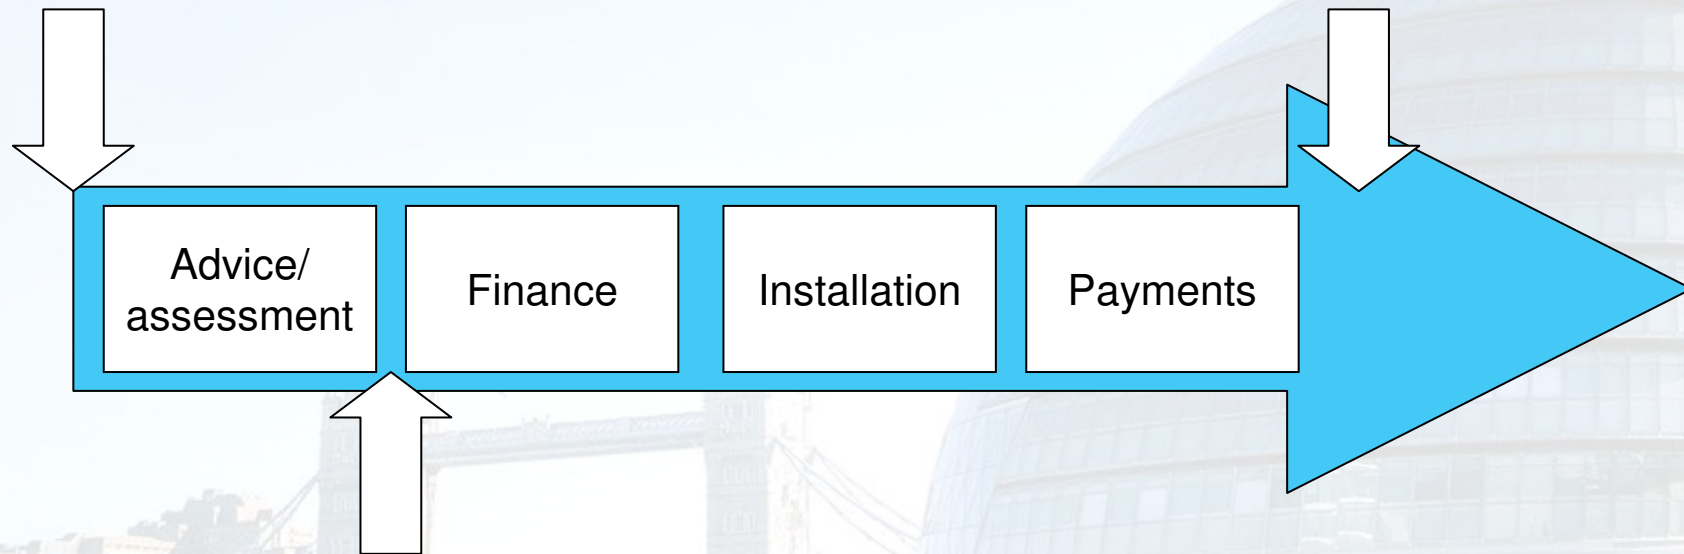 Advice/
assessment
Finance
Installation
Payments